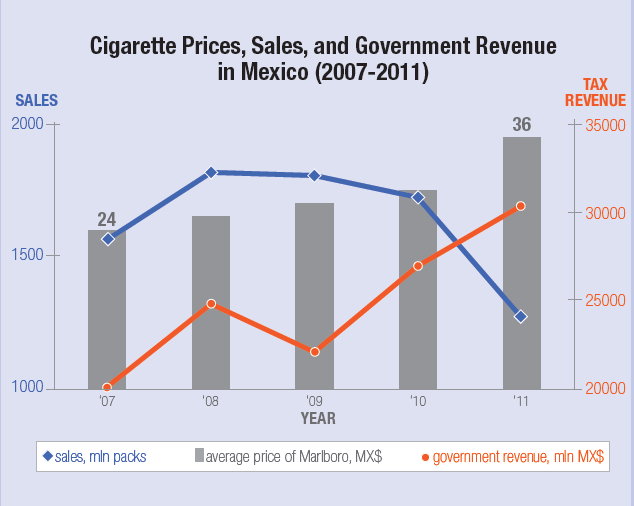 Cigarette Prices, Sales, and Government Revenue
in Mexico (2007-2011)
SALES
TAX
REVENUE
2000
1500
1000
35000
30000
25000
20000
24
36
'07
'08
'09
'10
'11
YEAR
sales, mln packs
average price of Marlboro, MX$
government revenue, mln MX$